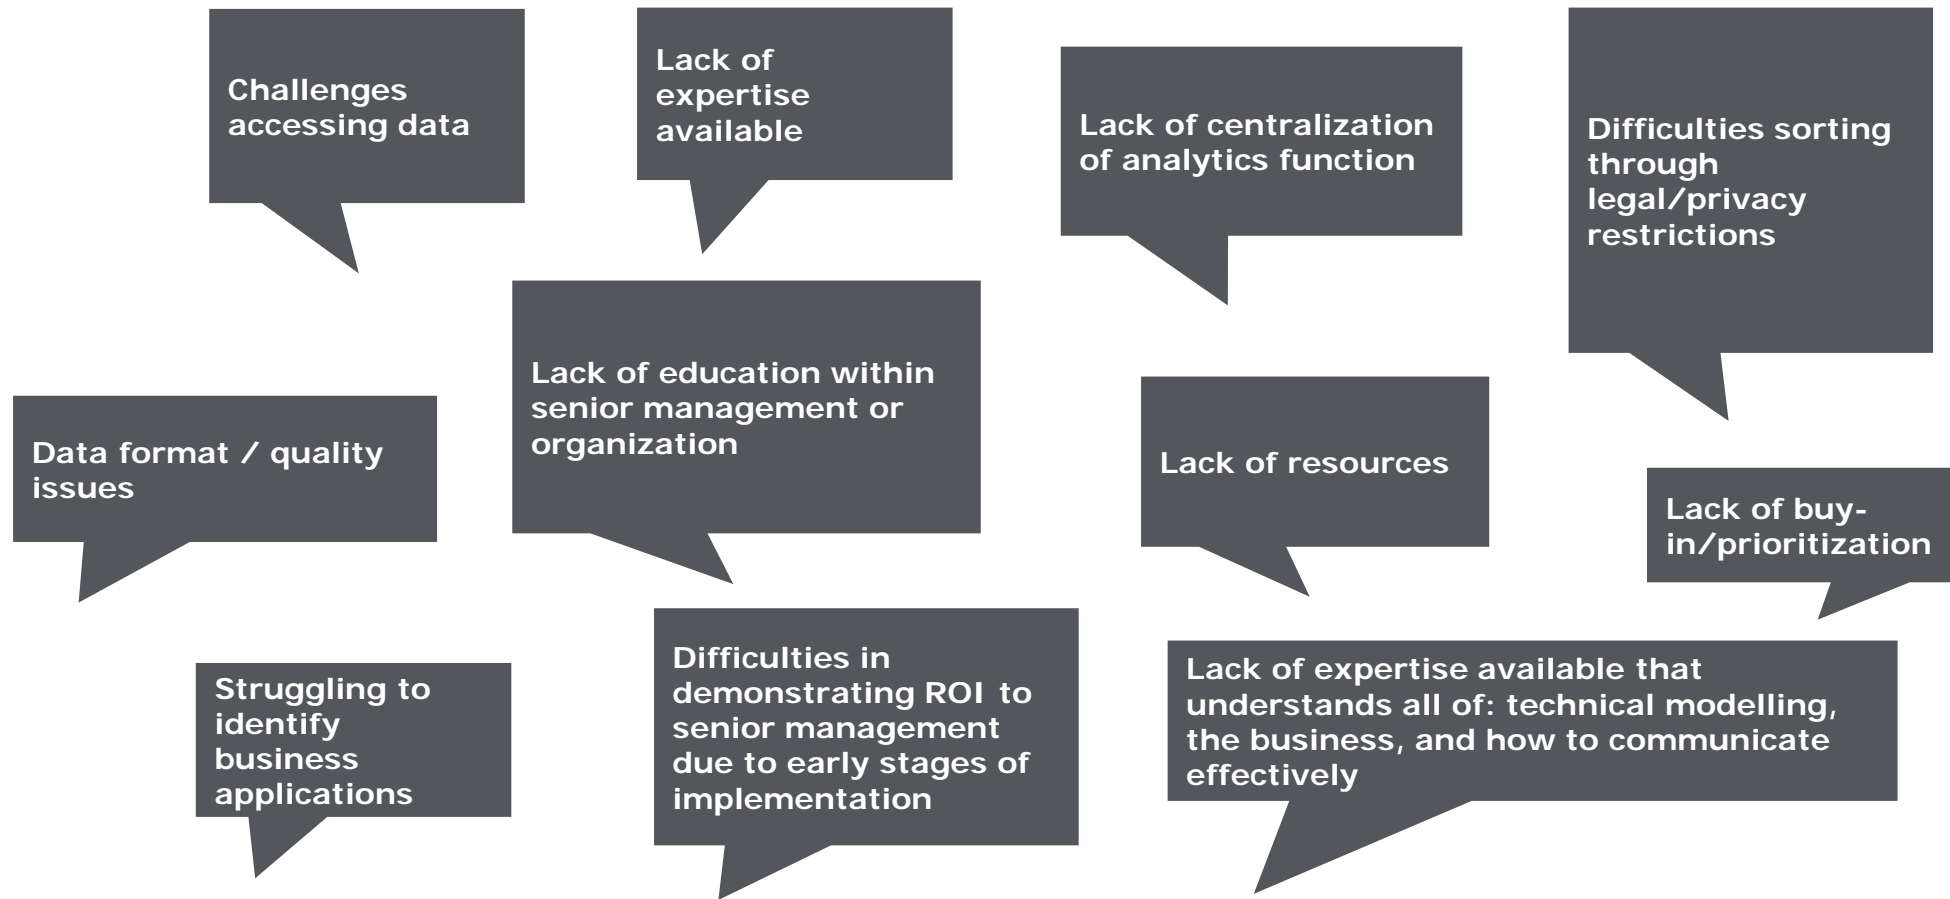 Challenges
accessing data
Lack of
expertise
available
Lack of centralization
of analytics function
Difficulties sorting
through
legal/privacy
restrictions
Data format / quality
issues
Lack of education within
senior management or
organization
Lack of resources
Lack of buy-
in/prioritization
Struggling to
identify
business
applications
Difficulties in
demonstrating ROI to
senior management
due to early stages of
implementation
Lack of expertise available that
understands all of: technical modelling,
the business, and how to communicate
effectively